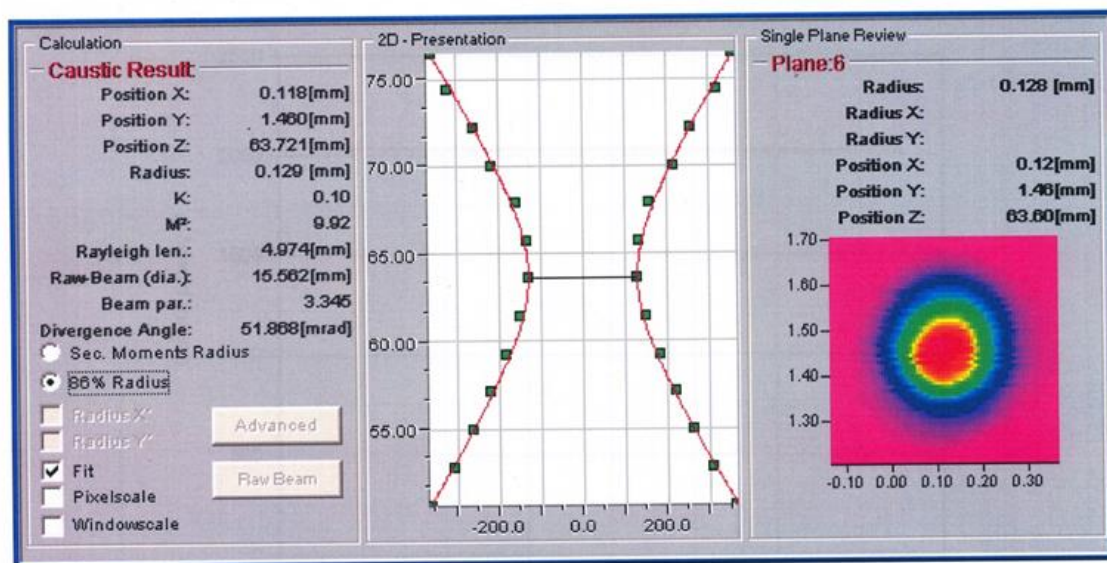 Calculation
Caustic Result:
Position X: 0.118[mm]
Position Y: 1.460[mm]
Position Z: 63.721[mm]
Radius: 0.129 [mm]
K: 0.10
M²: 9.92
Rayleigh len.: 4.974[mm]
Raw-Beam (dia.): 15.562[mm]
Beam par.: 3.345
Divergence Angle: 51.868[mrad]
Sec. Moments Radius
86% Radius
Radius X'
Radius Y'
Advanced
Fit
Pixelscale
Windowscale
Raw Beam
2D - Presentation
75.00
70.00
65.00
60.00
55.00
-200.0 0.0 200.0
Single Plane Review
Plane:6
Radius: 0.128 [mm]
Radius X:
Radius Y:
Position X: 0.12[mm]
Position Y: 1.46[mm]
Position Z: 63.60[mm]
1.70
1.60
1.50
1.40
1.30
-0.10 0.00 0.10 0.20 0.30